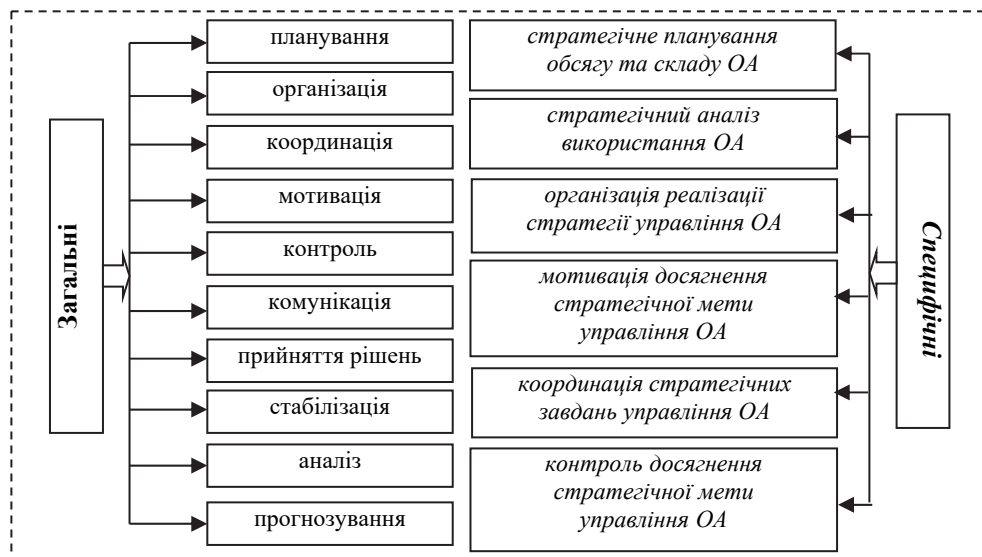 Загальні
планування
організація
координація
мотивація
контроль
комунікація
прийняття рішень
стабілізація
аналіз
прогнозування
стратегічне планування
обсягу та складу ОА
стратегічний аналіз
використання ОА
організація реалізації
стратегії управління ОА
мотивація досягнення
стратегічної мети
управління ОА
координація стратегічних
завдань управління ОА
контроль досягнення
стратегічної мети
управління ОА
Специфічні